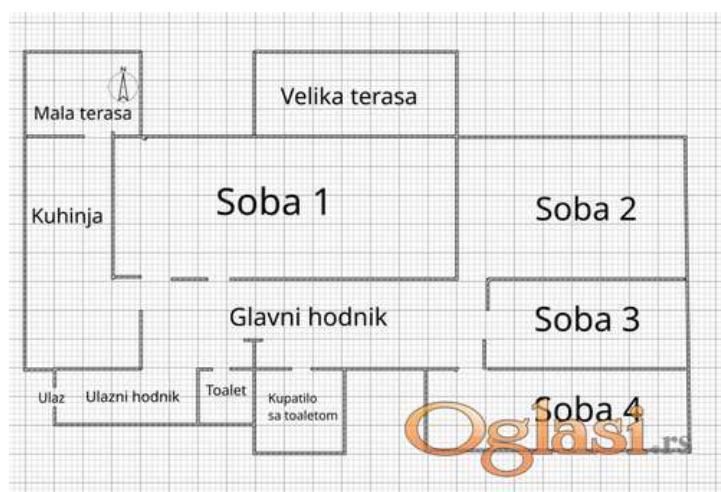 N
Mala terasa
Velika terasa
Kuhinja
Soba 1
Soba 2
Glavni hodnik
Soba 3
Ulaz
Ulazni hodnik
Toalet
Kupatilo
sa toaletom
Soba 4
Oglasi.rs